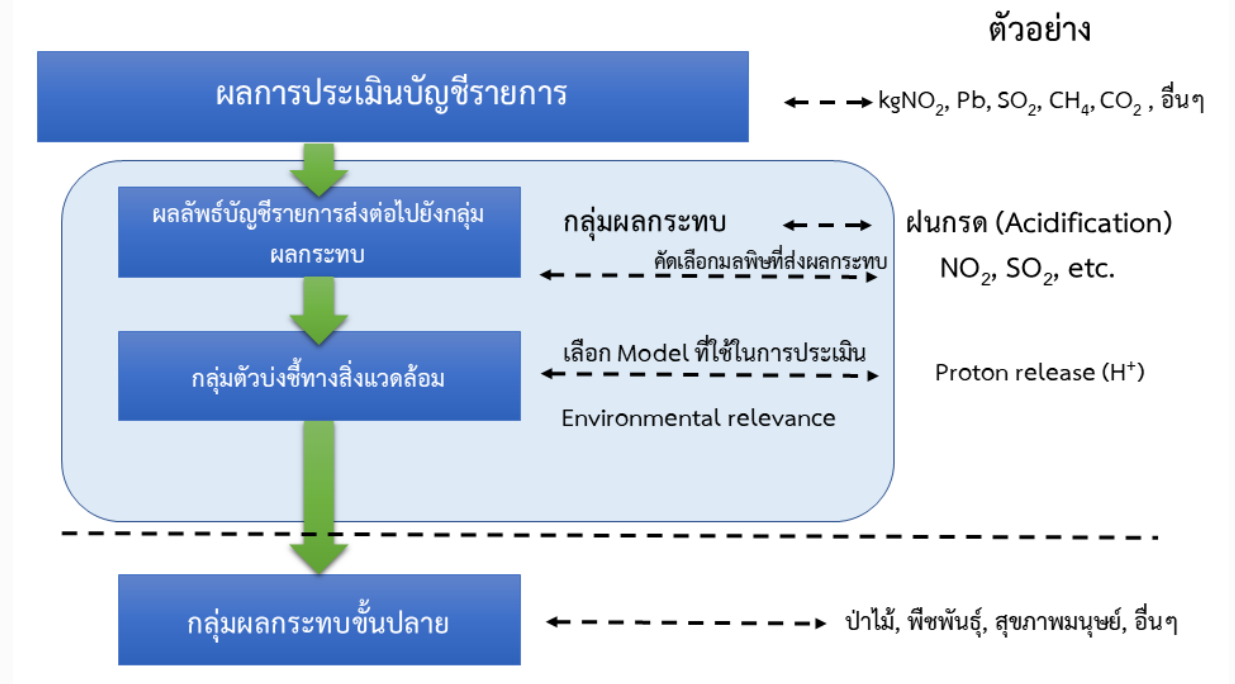 ตัวอย่าง
ผลการประเมินบัญชีรายการ
kgNO2, Pb, SO2, CH4, CO2 , อื่นๆ
ผลลัพธ์บัญชีรายการส่งต่อไปยังกลุ่ม
ผลกระทบ
กลุ่มผลกระทบ
ฝนกรด (Acidification)
คัดเลือกมลพิษที่ส่งผลกระทบ
NO2, SO2, etc.
กลุ่มตัวบ่งชี้ทางสิ่งแวดล้อม
เลือก Model ที่ใช้ในการประเมิน
Proton release (H+)
Environmental relevance
กลุ่มผลกระทบขั้นปลาย
ป่าไม้, พืชพันธุ์, สุขภาพมนุษย์, อื่นๆ